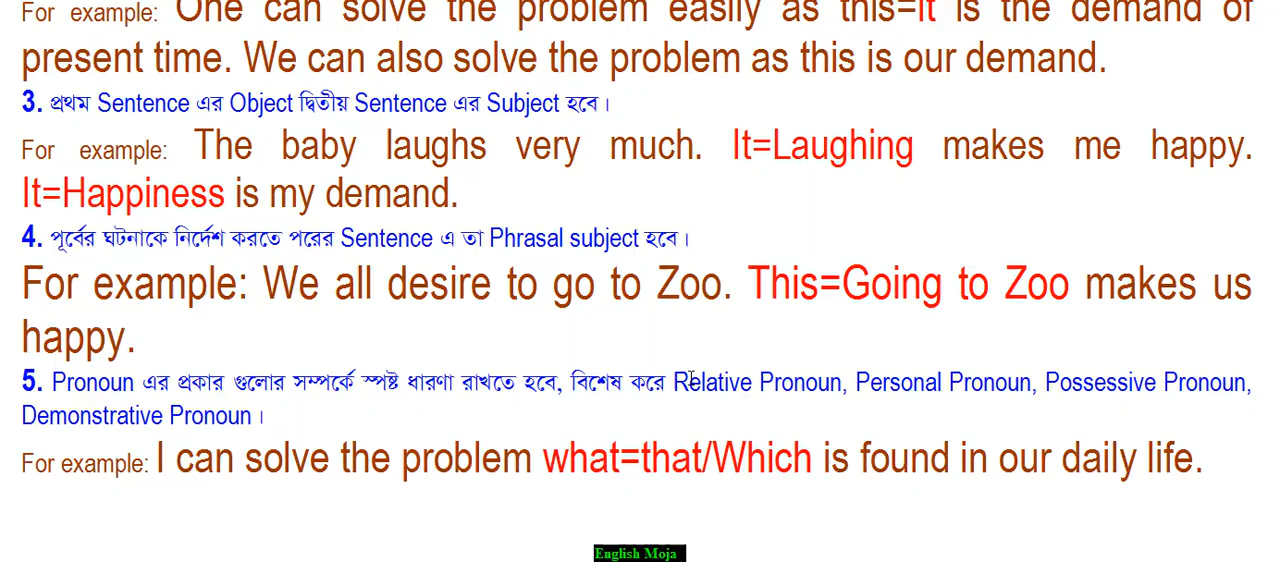 For example: One can solve the problem easily as this=it is the demand of
present time. We can also solve the problem as this is our demand.
3. প্রথম Sentence এর Object দ্বিতীয় Sentence এর Subject হবে।
For example: The baby laughs very much. It=Laughing makes me happy.
It=Happiness is my demand.
4. পূর্বের ঘটনাকে নির্দেশ করতে পরের Sentence এ তা Phrasal subject হবে।
For example: We all desire to go to Zoo. This=Going to Zoo makes us
happy.
5. Pronoun এর প্রকার গুলোর সম্পর্কে স্পষ্ট ধারণা রাখতে হবে, বিশেষ করে Relative Pronoun, Personal Pronoun, Possessive Pronoun,
Demonstrative Pronoun।
For example: I can solve the problem what=that/Which is found in our daily life.
English Moja